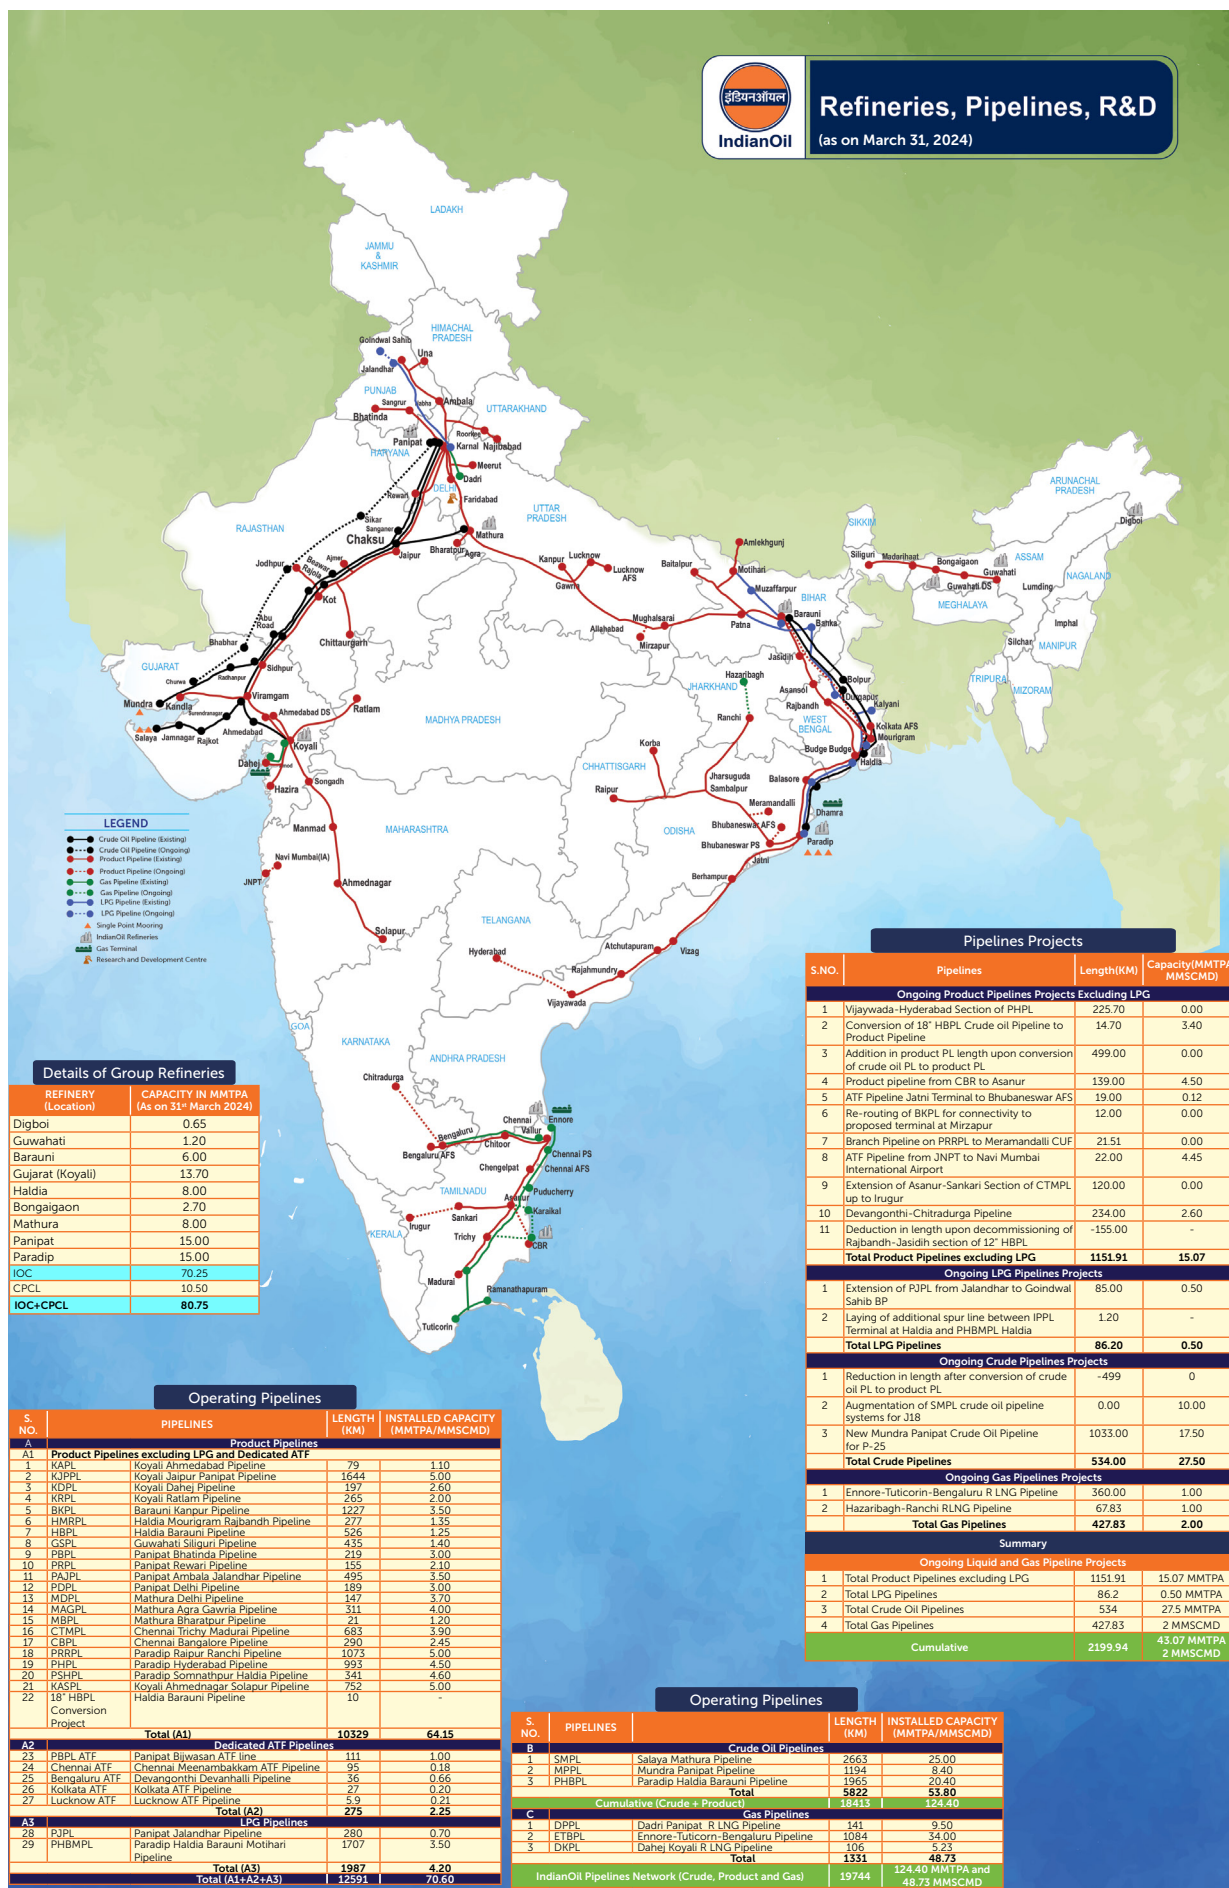 इंडियनऑयल
IndianOil
Refineries, Pipelines, R&D
(as on March 31, 2024)
LADAKH
JAMMU
&
KASHMIR
HIMACHAL
PRADESH
Goindwal Sahib
Una
Jalandhar
PUNJAB
Sangrur
Nabha
Ambala
Bhatinda
UTTARAKHAND
Roorkee
Panipat
Karnal
Najibabad
HARYANA
Meerut
Dadri
DELHI
Rewari
Faridabad
UTTAR
PRADESH
RAJASTHAN
Sikar
Sanganer
Chaksu
Mathura
Bharatpur
Agra
Jaipur
Jodhpur
Ajmer
Beawar
Rajola
Kot
Kanpur
Lucknow
Lucknow
AFS
Gawria
Amlekhgunj
Baitalpur
Motihari
Muzaffarpur
BIHAR
Barauni
Banka
Patna
Mughalsarai
Allahabad
Mirzapur
SIKKIM
Siliguri
Madarihaat
Bongaigaon
Guwahati
Guwahati DS
ARUNACHAL
PRADESH
Digboi
ASSAM
NAGALAND
Lumding
MEGHALAYA
Imphal
Silchar
MANIPUR
TRIPURA
MIZORAM
Abu
Road
Bhabhar
Chittaurgarh
GUJARAT
Churwa
Radhanpur
Sidhpur
Mundra
Kandla
Viramgam
Surendranagar
Ahmedabad DS
Ratlam
Salaya
Jamnagar
Rajkot
Ahmedabad
Koyali
Dahej
Hazira
Songadh
MADHYA PRADESH
Jasidih
Hazaribagh
JHARKHAND
Asansol
Rajbandh
Bolpur
Durgapur
Kalyani
Ranchi
WEST
BENGAL
Kolkata AFS
Mourigram
Budge Budge
Haldia
Korba
CHHATTISGARH
Raipur
Jharsuguda
Sambalpur
Balasore
Meramandalli
Dhamra
Bhubaneswar AFS
ODISHA
Bhubaneswar PS
Paradip
Jatni
Berhampur
Manmad
MAHARASHTRA
Navi Mumbai(IA)
JNPT
Ahmednagar
Solapur
TELANGANA
Hyderabad
Atchutapuram
Vizag
Rajahmundry
Vijayawada
GOA
KARNATAKA
ANDHRA PRADESH
Chitradurga
Chennai
Ennore
Vallur
Bengaluru
Chitoor
Bengaluru AFS
Chennai PS
Chengelpat
Chennai AFS
TAMILNADU
Puducherry
Asanur
Karaikal
Irugur
Sankari
KERALA
Trichy
CBR
Madurai
Ramanathapuram
Tuticorin
LEGEND
Crude Oil Pipeline (Existing)
Crude Oil Pipeline (Ongoing)
Product Pipeline (Existing)
Product Pipeline (Ongoing)
Gas Pipeline (Existing)
Gas Pipeline (Ongoing)
LPG Pipeline (Existing)
LPG Pipeline (Ongoing)
Single Point Mooring
IndianOil Refineries
Gas Terminal
Research and Development Centre
Details of Group Refineries
REFINERY (Location) CAPACITY IN MMTPA (As on 31st March 2024)
Digboi 0.65
Guwahati 1.20
Barauni 6.00
Gujarat (Koyali) 13.70
Haldia 8.00
Bongaigaon 2.70
Mathura 8.00
Panipat 15.00
Paradip 15.00
IOC 70.25
CPCL 10.50
IOC+CPCL 80.75
Pipelines Projects
S.NO. Pipelines Length(KM) Capacity(MMTPA MMSCMD)
Ongoing Product Pipelines Projects Excluding LPG
1 Vijaywada-Hyderabad Section of PHPL 225.70 0.00
2 Conversion of 18" HBPL Crude oil Pipeline to Product Pipeline 14.70 3.40
3 Addition in product PL length upon conversion of crude oil PL to product PL 499.00 0.00
4 Product pipeline from CBR to Asanur 139.00 4.50
5 ATF Pipeline Jatni Terminal to Bhubaneswar AFS 19.00 0.12
6 Re-routing of BKPL for connectivity to proposed terminal at Mirzapur 12.00 0.00
7 Branch Pipeline on PRRPL to Meramandalli CUF 21.51 0.00
8 ATF Pipeline from JNPT to Navi Mumbai International Airport 22.00 4.45
9 Extension of Asanur-Sankari Section of CTMPL up to Irugur 120.00 0.00
10 Devangonthi-Chitradurga Pipeline 234.00 2.60
11 Deduction in length upon decommissioning of Rajbandh-Jasidih section of 12" HBPL -155.00 -
Total Product Pipelines excluding LPG 1151.91 15.07
Ongoing LPG Pipelines Projects
1 Extension of PJPL from Jalandhar to Goindwal Sahib BP 85.00 0.50
2 Laying of additional spur line between IPPL Terminal at Haldia and PHBMPL Haldia 1.20 -
Total LPG Pipelines 86.20 0.50
Ongoing Crude Pipelines Projects
1 Reduction in length after conversion of crude oil PL to product PL -499 0
2 Augmentation of SMPL crude oil pipeline systems for J18 0.00 10.00
3 New Mundra Panipat Crude Oil Pipeline for P-25 1033.00 17.50
Total Crude Pipelines 534.00 27.50
Ongoing Gas Pipelines Projects
1 Ennore-Tuticorin-Bengaluru R LNG Pipeline 360.00 1.00
2 Hazaribagh-Ranchi RLNG Pipeline 67.83 1.00
Total Gas Pipelines 427.83 2.00
Summary
Ongoing Liquid and Gas Pipeline Projects
1 Total Product Pipelines excluding LPG 1151.91 15.07 MMTPA
2 Total LPG Pipelines 86.2 0.50 MMTPA
3 Total Crude Oil Pipelines 534 27.5 MMTPA
4 Total Gas Pipelines 427.83 2 MMSCMD
Cumulative 2199.94 43.07 MMTPA 2 MMSCMD
Operating Pipelines
S. NO. PIPELINES LENGTH (KM) INSTALLED CAPACITY (MMTPA/MMSCMD)
A Product Pipelines
A1 Product Pipelines excluding LPG and Dedicated ATF
1 KAPL Koyali Ahmedabad Pipeline 79 1.10
2 KJPPL Koyali Jaipur Panipat Pipeline 1644 5.00
3 KDPL Koyali Dahej Pipeline 197 2.60
4 KRPL Koyali Ratlam Pipeline 265 2.00
5 BKPL Barauni Kanpur Pipeline 1227 3.50
6 HMRPL Haldia Mourigram Rajbandh Pipeline 277 1.35
7 HBPL Haldia Barauni Pipeline 526 1.25
8 GSPL Guwahati Siliguri Pipeline 435 1.40
9 PBPL Panipat Bhatinda Pipeline 219 3.00
10 PRPL Panipat Rewari Pipeline 155 2.10
11 PAJPL Panipat Ambala Jalandhar Pipeline 495 3.50
12 PDPL Panipat Delhi Pipeline 189 3.00
13 MDPL Mathura Delhi Pipeline 147 3.70
14 MAGPL Mathura Agra Gawria Pipeline 311 4.00
15 MBPL Mathura Bharatpur Pipeline 21 1.20
16 CTMPL Chennai Trichy Madurai Pipeline 683 3.90
17 CBPL Chennai Bangalore Pipeline 290 2.45
18 PRRPL Paradip Raipur Ranchi Pipeline 1073 5.00
19 PHPL Paradip Hyderabad Pipeline 993 4.50
20 PSHPL Paradip Somnathpur Haldia Pipeline 341 4.60
21 KASPL Koyali Ahmednagar Solapur Pipeline 752 5.00
22 18" HBPL Conversion Project Haldia Barauni Pipeline 10 -
Total (A1) 10329 64.15
A2 Dedicated ATF Pipelines
23 PBPL ATF Panipat Bijwasan ATF line 111 1.00
24 Chennai ATF Chennai Meenambakkam ATF Pipeline 95 0.18
25 Bengaluru ATF Devangonthi Devanhalli Pipeline 36 0.66
26 Kolkata ATF Kolkata ATF Pipeline 27 0.20
27 Lucknow ATF Lucknow ATF Pipeline 5.9 0.21
Total (A2) 275 2.25
A3 LPG Pipelines
28 PJPL Panipat Jalandhar Pipeline 280 0.70
29 PHBMPL Paradip Haldia Barauni Motihari Pipeline 1707 3.50
Total (A3) 1987 4.20
Total (A1+A2+A3) 12591 70.60
Operating Pipelines
S. NO. PIPELINES LENGTH (KM) INSTALLED CAPACITY (MMTPA/MMSCMD)
B Crude Oil Pipelines
1 SMPL Salaya Mathura Pipeline 2663 25.00
2 MPPL Mundra Panipat Pipeline 1194 8.40
3 PHBPL Paradip Haldia Barauni Pipeline 1965 20.40
Total 5822 53.80
Cumulative (Crude + Product) 18413 124.40
C Gas Pipelines
1 DPPL Dadri Panipat R LNG Pipeline 141 9.50
2 ETBPL Ennore-Tuticorn-Bengaluru Pipeline 1084 34.00
3 DKPL Dahej Koyali R LNG Pipeline 106 5.23
Total 1331 48.73
IndianOil Pipelines Network (Crude, Product and Gas) 19744 124.40 MMTPA and 48.73 MMSCMD